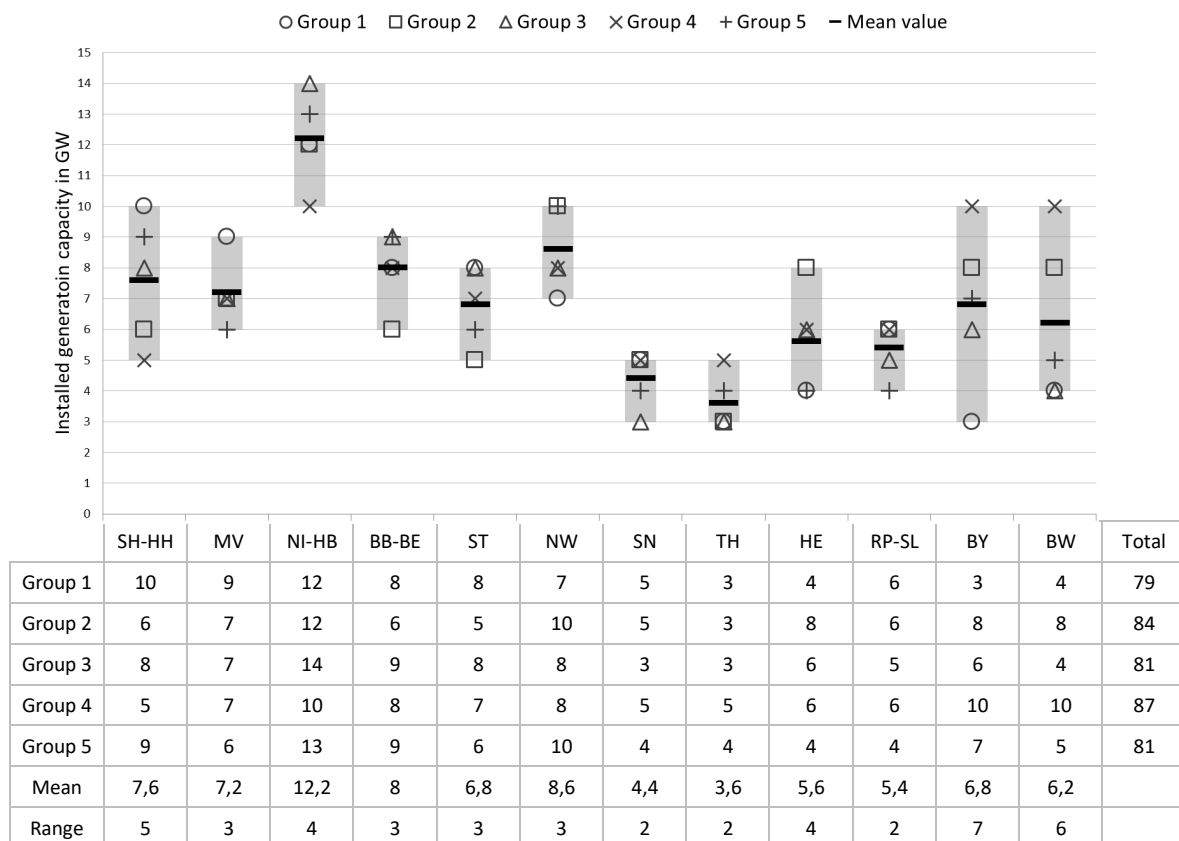 Group 1 Group 2 Group 3 Group 4 Group 5 Mean value
Installed generatoin capacity in GW
15
14
13
12
11
10
9
8
7
6
5
4
3
2
1
0
SH-HH MV NI-HB BB-BE ST NW SN TH HE RP-SL BY BW Total
Group 1 10 9 12 8 8 7 5 3 4 6 3 4 79
Group 2 6 7 12 6 5 10 5 3 8 6 8 8 84
Group 3 8 7 14 9 8 8 3 3 6 5 6 4 81
Group 4 5 7 10 8 7 8 5 5 6 6 10 10 87
Group 5 9 6 13 9 6 10 4 4 4 4 7 5 81
Mean 7,6 7,2 12,2 8 6,8 8,6 4,4 3,6 5,6 5,4 6,8 6,2
Range 5 3 4 3 3 3 2 2 4 2 7 6